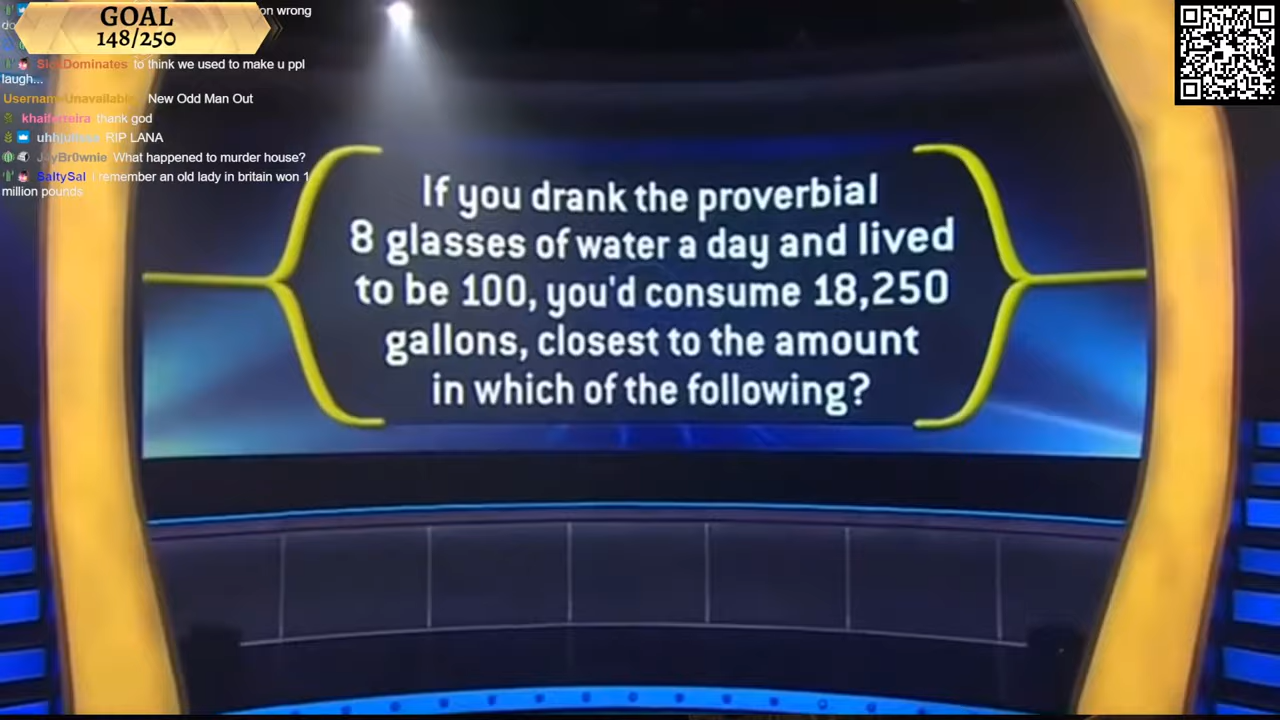 GOAL
148/250
on wrong
do
to think we used to make u ppl
laugh...
New Odd Man Out
khaiferreira thank god
RIP LANA
What happened to murder house?
SaltySal i remember an old lady in britain won 1
million pounds
If you drank the proverbial
8 glasses of water a day and lived
to be 100, you'd consume 18,250
gallons, closest to the amount
in which of the following?